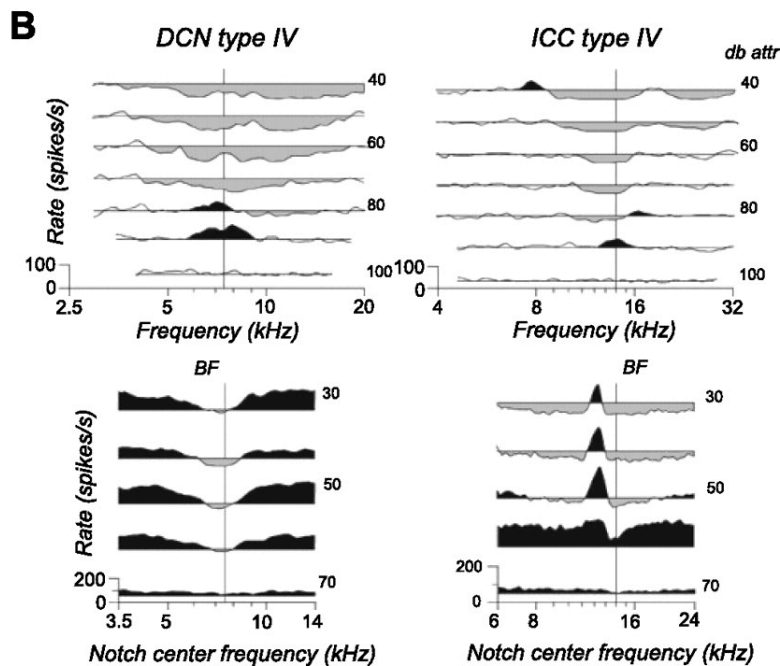 B
DCN type IV
ICC type IV
db attr
40
60
80
100
Rate (spikes/s)
100
0
2.5 5 10 20
Frequency (kHz)
40
60
80
100
100
0
4 8 16 32
Frequency (kHz)
BF
30
50
70
Rate (spikes/s)
200
0
3.5 5 10 14
Notch center frequency (kHz)
BF
30
50
70
200
0
6 8 16 24
Notch center frequency (kHz)